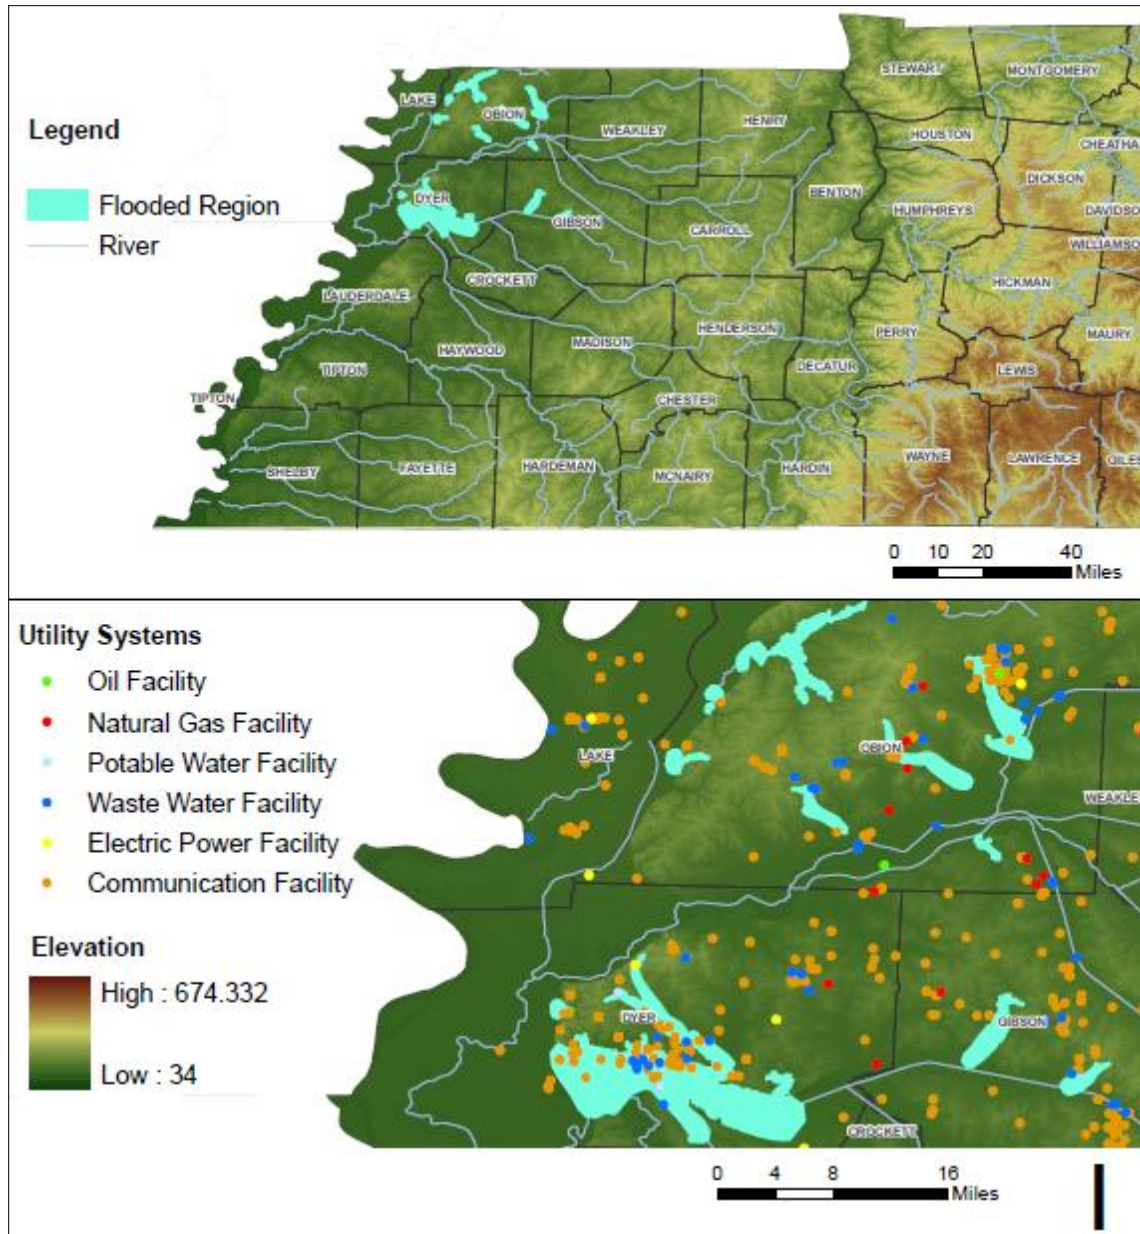 STEWART
MONTGOMERY
LAKE
OBION
Legend
WEAKLEY
HENRY
HOUSTON
CHEATHA
DICKSON
BENTON
Flooded Region
DYER
HUMPHREYS
DAVIDSO
GIBSON
CARROLL
River
WILLIAMSO
CROCKETT
HICKMAN
LAUDERDALE
HENDERSON
PERRY
MAURY
MADISON
HAYWOOD
DECATUR
LEWIS
TIPTON
TIPTON
CHESTER
SHELBY
FAYETTE
HARDEMAN
MCNAIRY
HARDIN
WAYNE
LAWRENCE
GILES
0 10 20 40
Miles
Utility Systems
Oil Facility
Natural Gas Facility
Potable Water Facility
Waste Water Facility
Electric Power Facility
Communication Facility
LAKE
OBION
WEAKLEY
Elevation
High : 674.332
Low : 34
DYER
GIBSON
CROCKETT
0 4 8 16
Miles